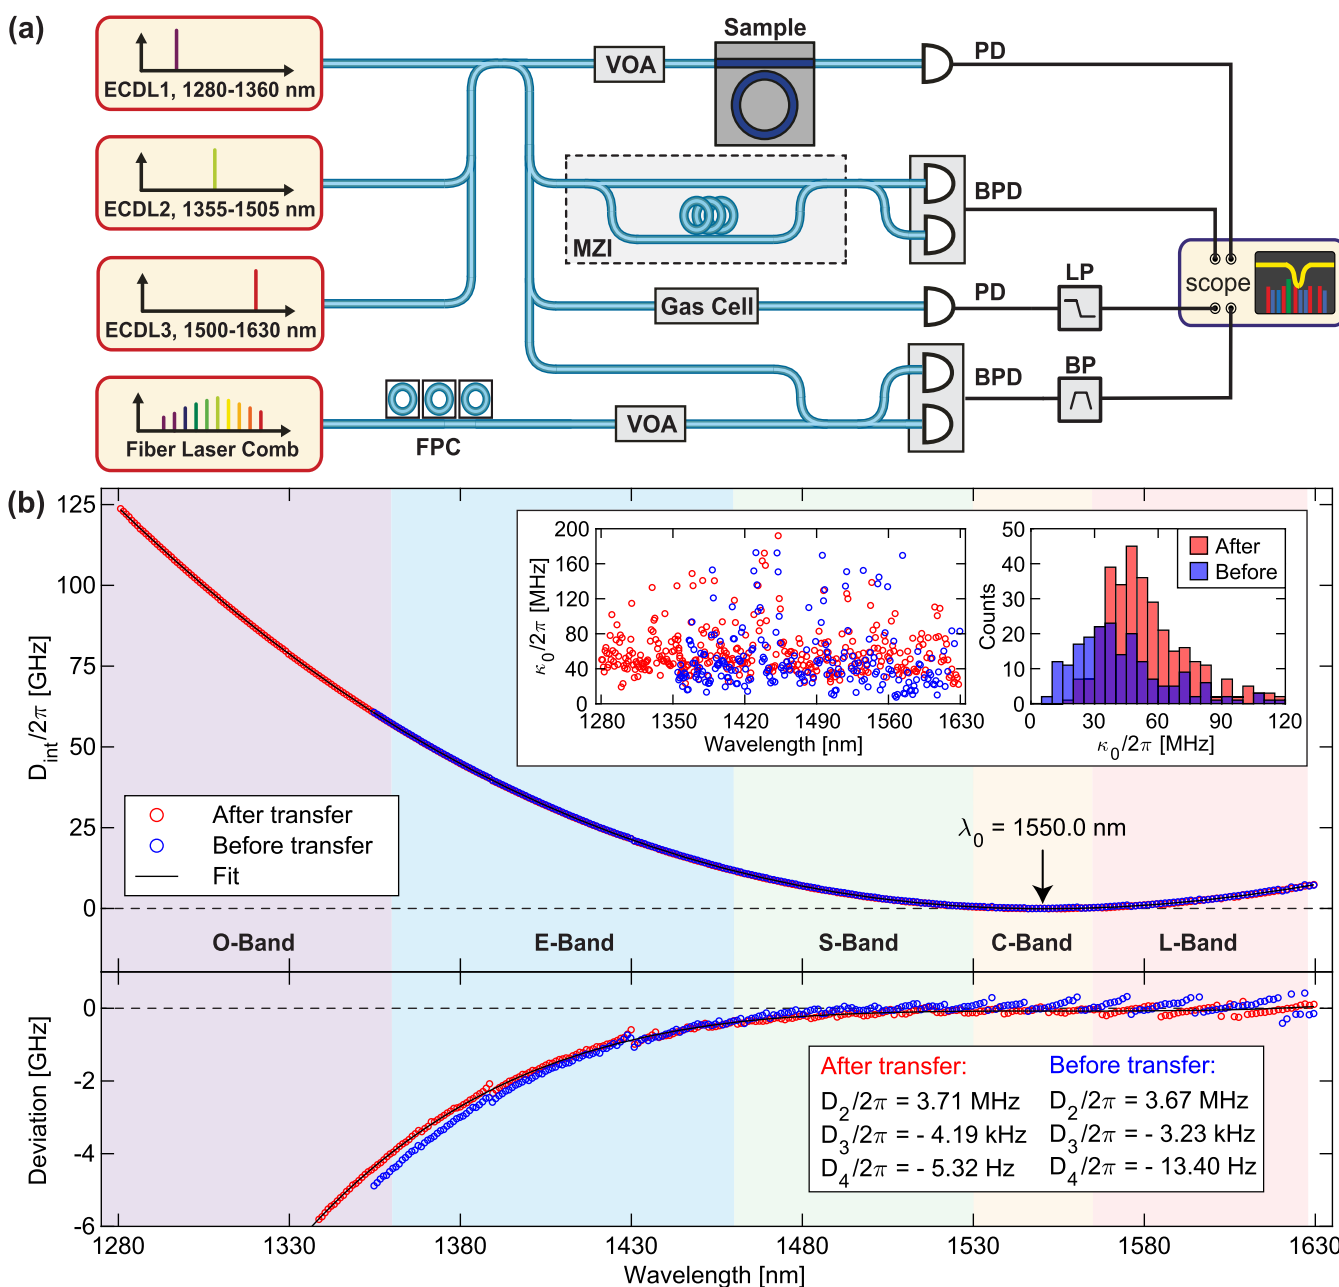 (a)
ECDL1, 1280-1360 nm
VOA
Sample
PD
ECDL2, 1355-1505 nm
MZI
BPD
ECDL3, 1500-1630 nm
Gas Cell
PD
LP
scope
Fiber Laser Comb
FPC
VOA
BPD
BP
(b)
125
100
75
50
25
0
D_int/2π [GHz]
200
160
120
80
40
0
κ_0/2π [MHz]
1280 1350 1420 1490 1560 1630
Wavelength [nm]
50
40
30
20
10
0
Counts
After
Before
0 30 60 90 120
κ_0/2π [MHz]
After transfer
Before transfer
Fit
λ_0 = 1550.0 nm
O-Band
E-Band
S-Band
C-Band
L-Band
0
-2
-4
-6
Deviation [GHz]
After transfer:
D_2/2π = 3.71 MHz
D_3/2π = - 4.19 kHz
D_4/2π = - 5.32 Hz
Before transfer:
D_2/2π = 3.67 MHz
D_3/2π = - 3.23 kHz
D_4/2π = - 13.40 Hz
1280 1330 1380 1430 1480 1530 1580 1630
Wavelength [nm]